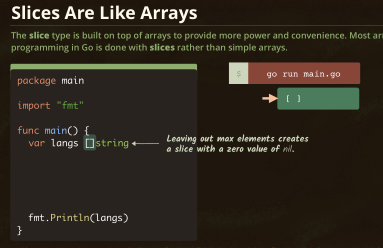 Slices Are Like Arrays
The slice type is built on top of arrays to provide more power and convenience. Most
programming in Go is done with slices rather than simple arrays.
package main
$ go run main.go
[ ]
import "fmt"
func main() {
var langs []string
Leaving out max elements creates
a slice with a zero value of nil.
fmt.Println(langs)
}